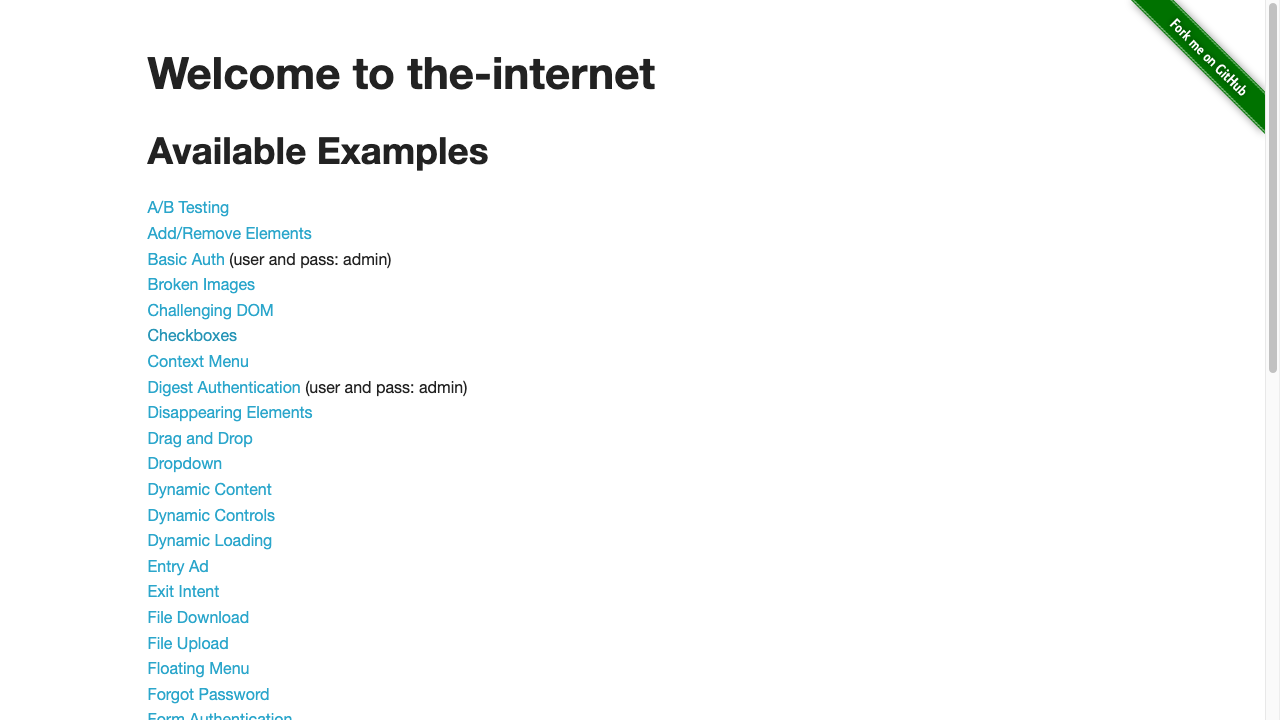 Fork me on GitHub
Welcome to the-internet
Available Examples
A/B Testing
Add/Remove Elements
Basic Auth (user and pass: admin)
Broken Images
Challenging DOM
Checkboxes
Context Menu
Digest Authentication (user and pass: admin)
Disappearing Elements
Drag and Drop
Dropdown
Dynamic Content
Dynamic Controls
Dynamic Loading
Entry Ad
Exit Intent
File Download
File Upload
Floating Menu
Forgot Password
Form Authentication